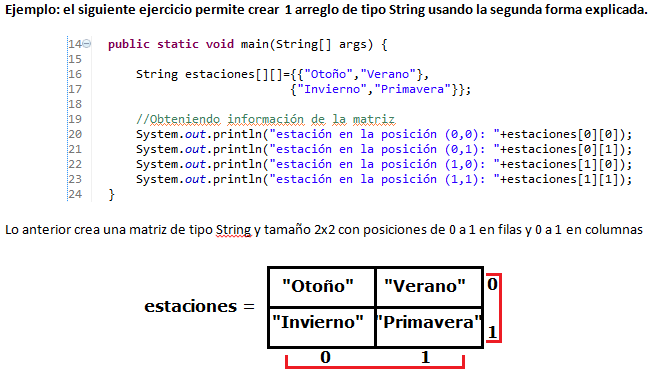 Ejemplo: el siguiente ejercicio permite crear 1 arreglo de tipo String usando la segunda forma explicada.
14 public static void main(String[] args) {
15
16 String estaciones[][]={{"Otoño","Verano"},
17 {"Invierno","Primavera"}};
18
19 //Obteniendo información de la matriz
20 System.out.println("estación en la posición (0,0): "+estaciones[0][0]);
21 System.out.println("estación en la posición (0,1): "+estaciones[0][1]);
22 System.out.println("estación en la posición (1,0): "+estaciones[1][0]);
23 System.out.println("estación en la posición (1,1): "+estaciones[1][1]);
24 }
Lo anterior crea una matriz de tipo String y tamaño 2x2 con posiciones de 0 a 1 en filas y 0 a 1 en columnas
"Otoño" "Verano" 0
estaciones =
"Invierno" "Primavera" 1
0 1